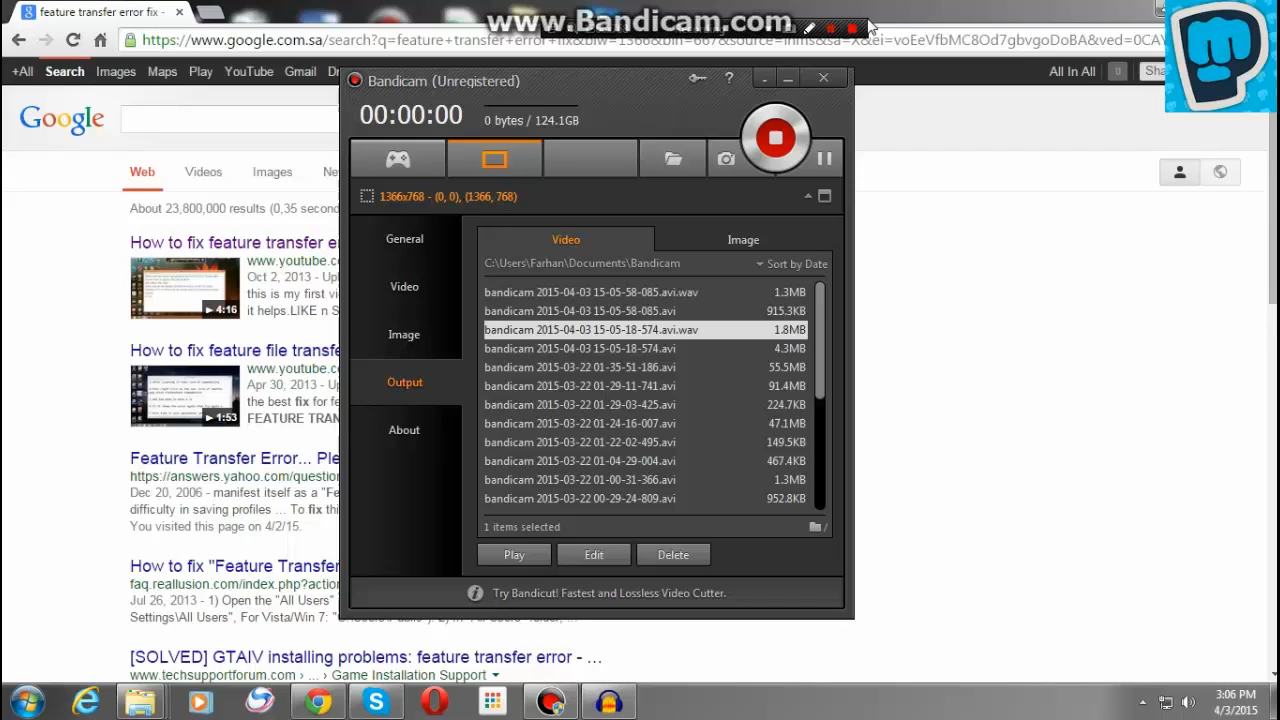 feature transfer error fix -
www.Bandicam.com
https://www.google.com.sa/search?q=feature+transfer+error+fix&biw=1366&bih=667&source=lnms&sa=X&ei=voEeVfbMC8Od7gbvgoDoBA&ved=0CAY
+All Search Images Maps Play YouTube Gmail
All In All 0 Sha
Google
Bandicam (Unregistered) ?
00:00:00 0 bytes / 124.1GB
1366x768 - (0, 0), (1366, 768)
Web Videos Images
About 23,800,000 results (0,35 second
How to fix feature transfer er
www.youtube.co
Oct 2, 2013 - Up
this is my first vi
it helps.LIKE n S
4:16
How to fix feature file transfe
www.youtube.co
Apr 30, 2013 - U
the best fix for fe
FEATURE TRAN
1:53
Feature Transfer Error... Ple
https://answers.yahoo.com/question
Dec 20, 2006 - manifest itself as a "Fe
difficulty in saving profiles ... To fix this
You visited this page on 4/2/15.
How to fix "Feature Transfer
faq.reallusion.com/index.php?action
Jul 26, 2013 - 1) Open the "All Users"
[SOLVED] GTAIV installing problems: feature transfer error - ...
www.techsupportforum.com › ... › Game Installation Support
General
Video
Image
Output
About
Video Image
C:\Users\Farhan\Documents\Bandicam Sort by Date
bandicam 2015-04-03 15-05-58-085.avi.wav 1.3MB
bandicam 2015-04-03 15-05-58-085.avi 915.3KB
bandicam 2015-04-03 15-05-18-574.avi.wav 1.8MB
bandicam 2015-04-03 15-05-18-574.avi 4.3MB
bandicam 2015-03-22 01-35-51-186.avi 55.5MB
bandicam 2015-03-22 01-29-11-741.avi 91.4MB
bandicam 2015-03-22 01-29-03-425.avi 224.7KB
bandicam 2015-03-22 01-24-16-007.avi 47.1MB
bandicam 2015-03-22 01-22-02-495.avi 149.5KB
bandicam 2015-03-22 01-04-29-004.avi 467.4KB
bandicam 2015-03-22 01-00-31-366.avi 1.3MB
bandicam 2015-03-22 00-29-24-809.avi 952.8KB
1 items selected
Play Edit Delete
Try Bandicut! Fastest and Lossless Video Cutter.
3:06 PM
4/3/2015